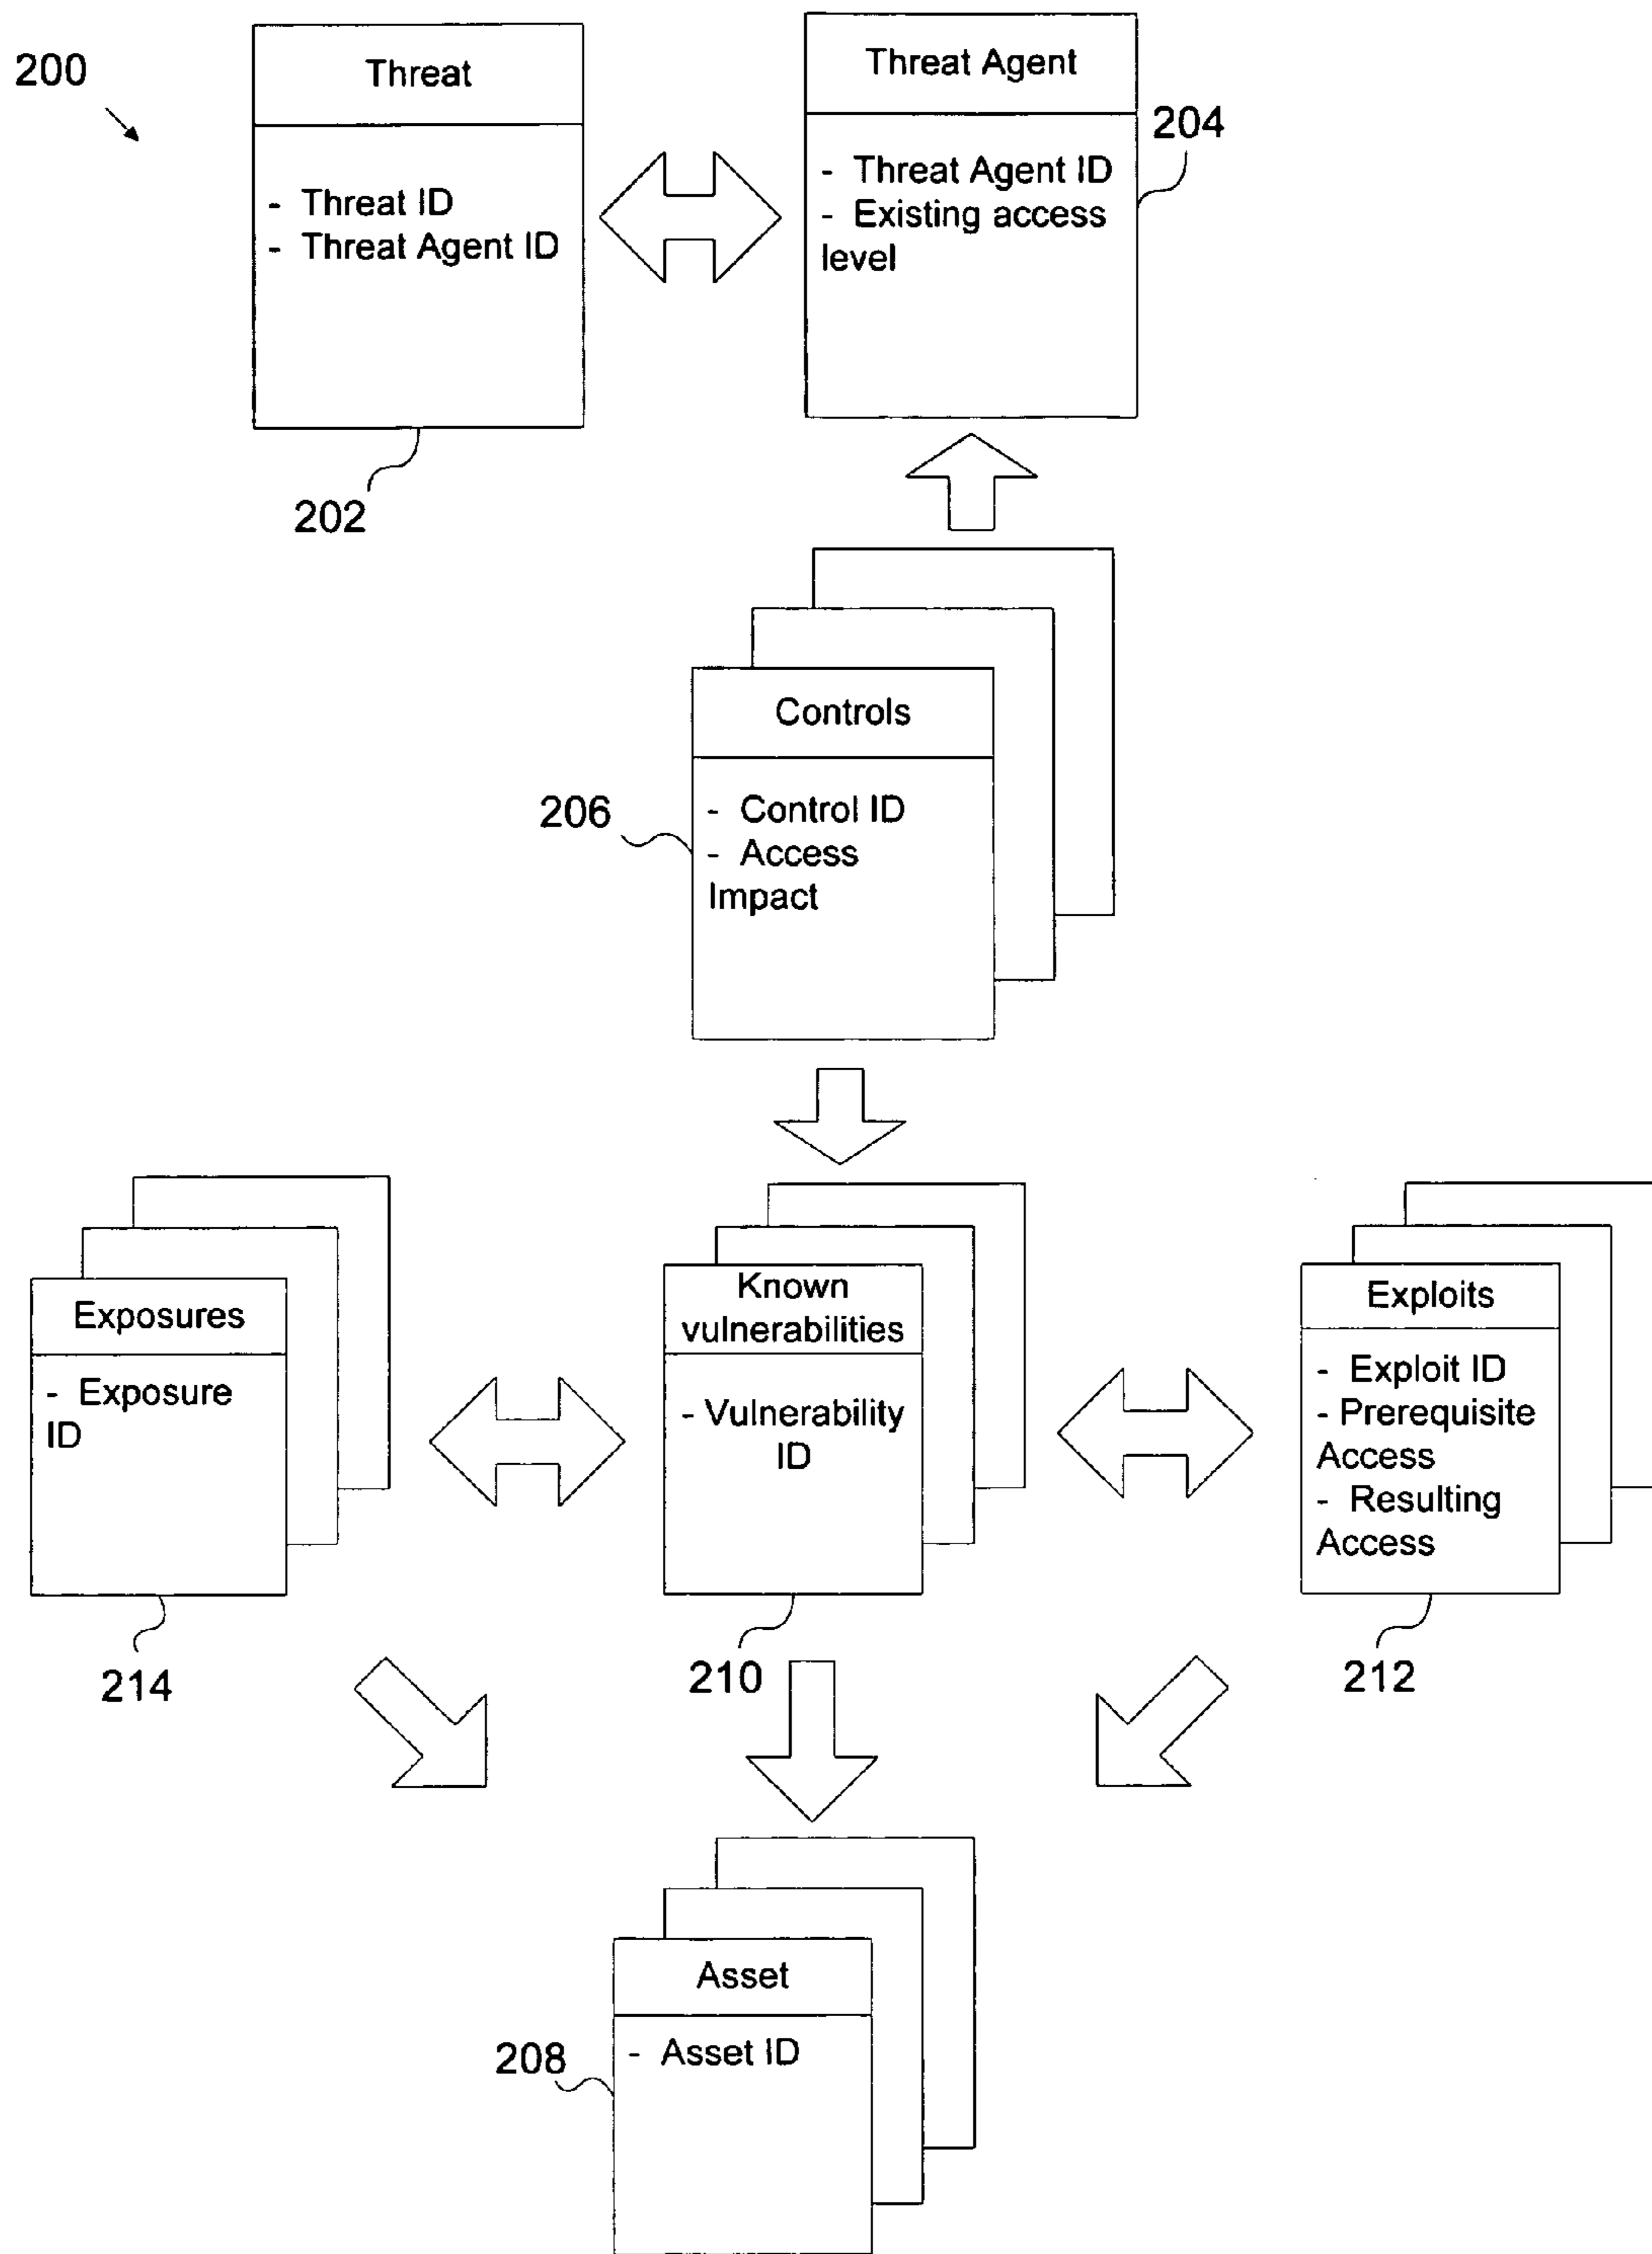 200
Threat
- Threat ID
- Threat Agent ID
202
Threat Agent
- Threat Agent ID
- Existing access
level
204
Controls
- Control ID
- Access
Impact
206
Exposures
- Exposure
ID
214
Known
vulnerabilities
- Vulnerability
ID
210
Exploits
- Exploit ID
- Prerequisite
Access
- Resulting
Access
212
Asset
- Asset ID
208